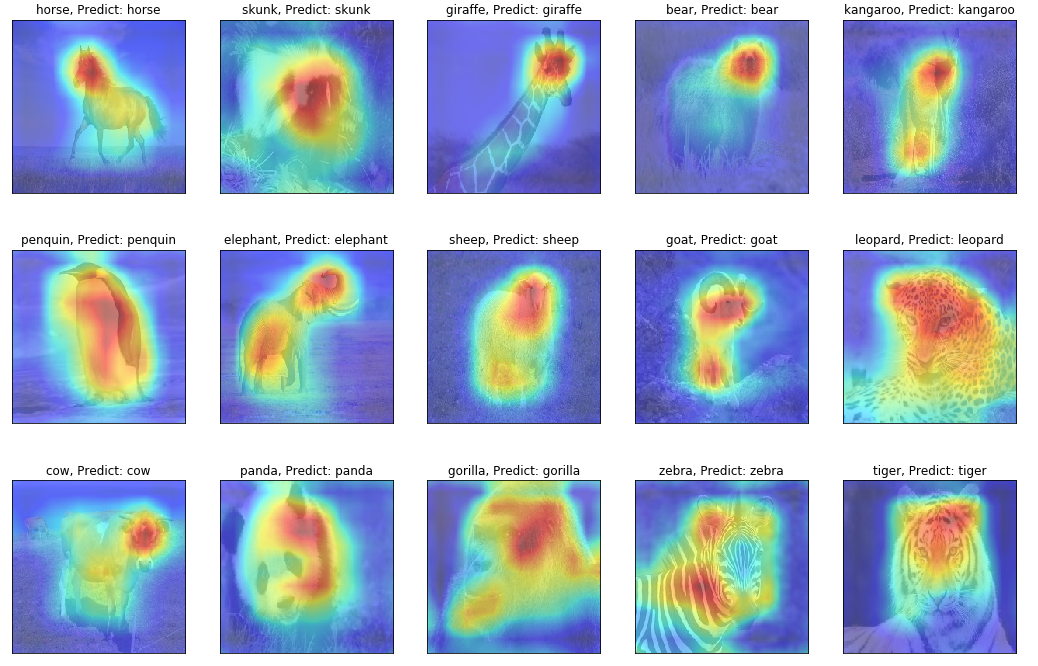 horse, Predict: horse
skunk, Predict: skunk
giraffe, Predict: giraffe
bear, Predict: bear
kangaroo, Predict: kangaroo
penquin, Predict: penquin
elephant, Predict: elephant
sheep, Predict: sheep
goat, Predict: goat
leopard, Predict: leopard
cow, Predict: cow
panda, Predict: panda
gorilla, Predict: gorilla
zebra, Predict: zebra
tiger, Predict: tiger